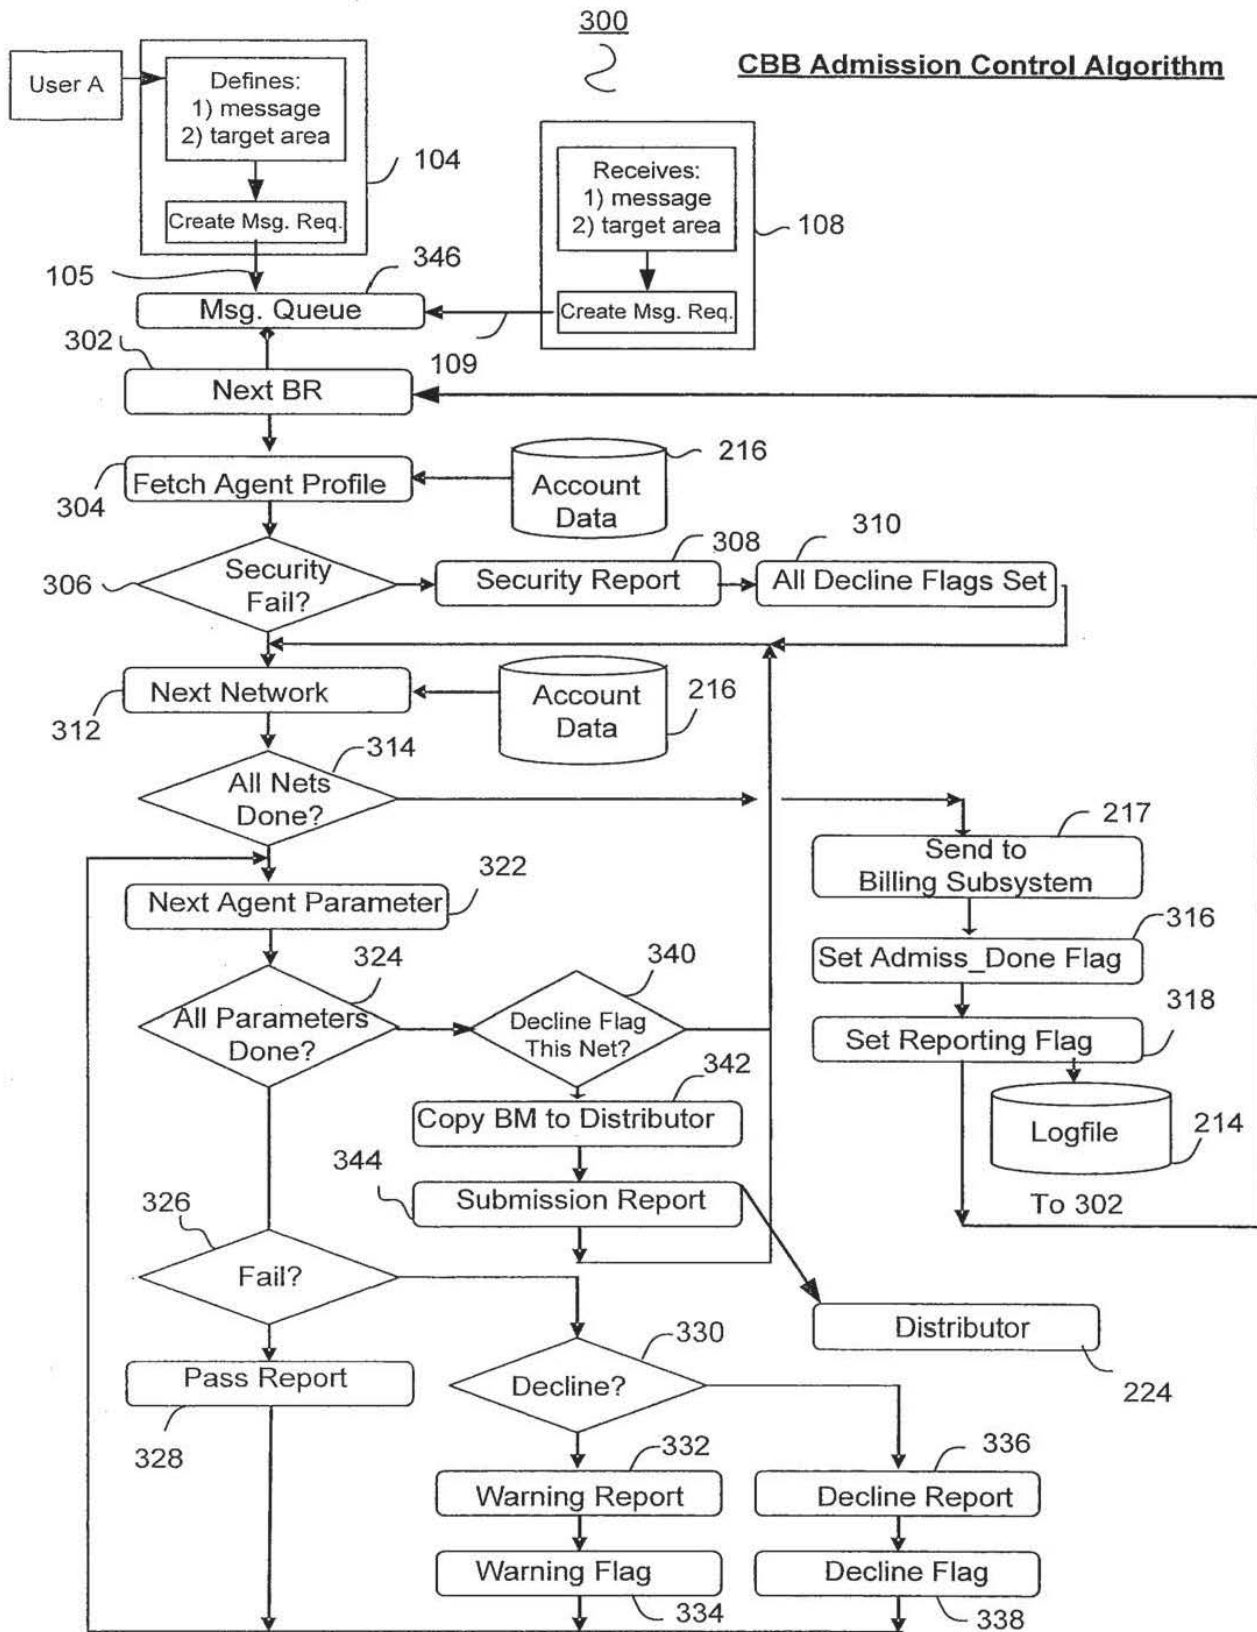 300
CBB Admission Control Algorithm
User A
Defines:
1) message
2) target area
104
Create Msg. Req.
Receives:
1) message
2) target area
108
Create Msg. Req.
105
346
Msg. Queue
109
302
Next BR
304
Fetch Agent Profile
216
Account
Data
306
Security
Fail?
308
Security Report
310
All Decline Flags Set
312
Next Network
Account
Data
216
314
All Nets
Done?
217
Send to
Billing Subsystem
322
Next Agent Parameter
316
Set Admiss_Done Flag
324
All Parameters
Done?
340
Decline Flag
This Net?
318
Set Reporting Flag
342
Copy BM to Distributor
Logfile
214
344
Submission Report
To 302
326
Fail?
Distributor
224
330
Decline?
Pass Report
328
332
Warning Report
336
Decline Report
Warning Flag
334
Decline Flag
338